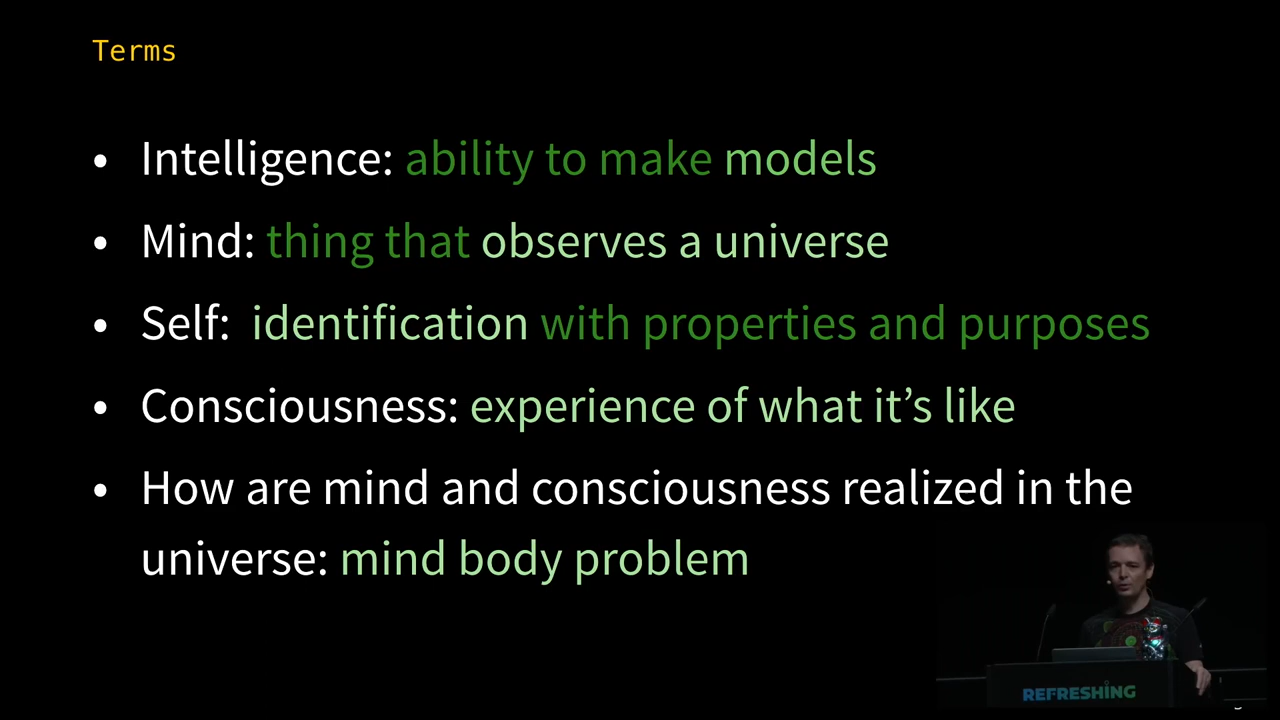 Terms
• Intelligence: ability to make models
• Mind: thing that observes a universe
• Self: identification with properties and purposes
• Consciousness: experience of what it’s like
• How are mind and consciousness realized in the
universe: mind body problem
REFRESHING